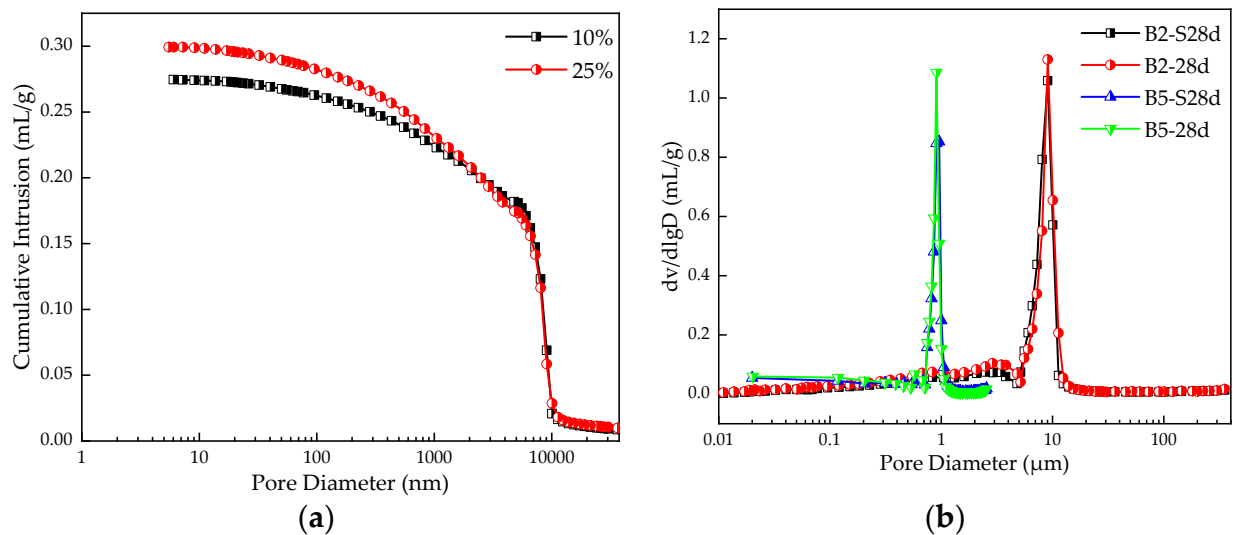 Cumulative Intrusion (mL/g)
0.30
0.25
0.20
0.15
0.10
0.05
0.00
10%
25%
1 10 100 1000 10000
Pore Diameter (nm)
(a)
dv/dlgD (mL/g)
1.2
1.0
0.8
0.6
0.4
0.2
0.0
B2-S28d
B2-28d
B5-S28d
B5-28d
0.01 0.1 1 10 100
Pore Diameter (μm)
(b)